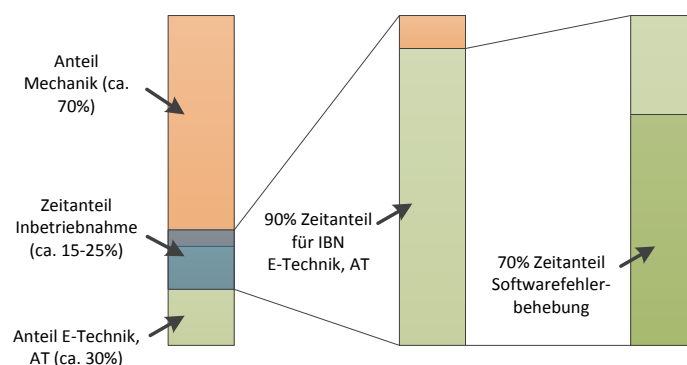 Anteil
Mechanik (ca.
70%)
Zeitanteil
Inbetriebnahme
(ca. 15-25%)
Anteil E-Technik,
AT (ca. 30%)
90% Zeitanteil
für IBN
E-Technik, AT
70% Zeitanteil
Softwarefehler-
behebung